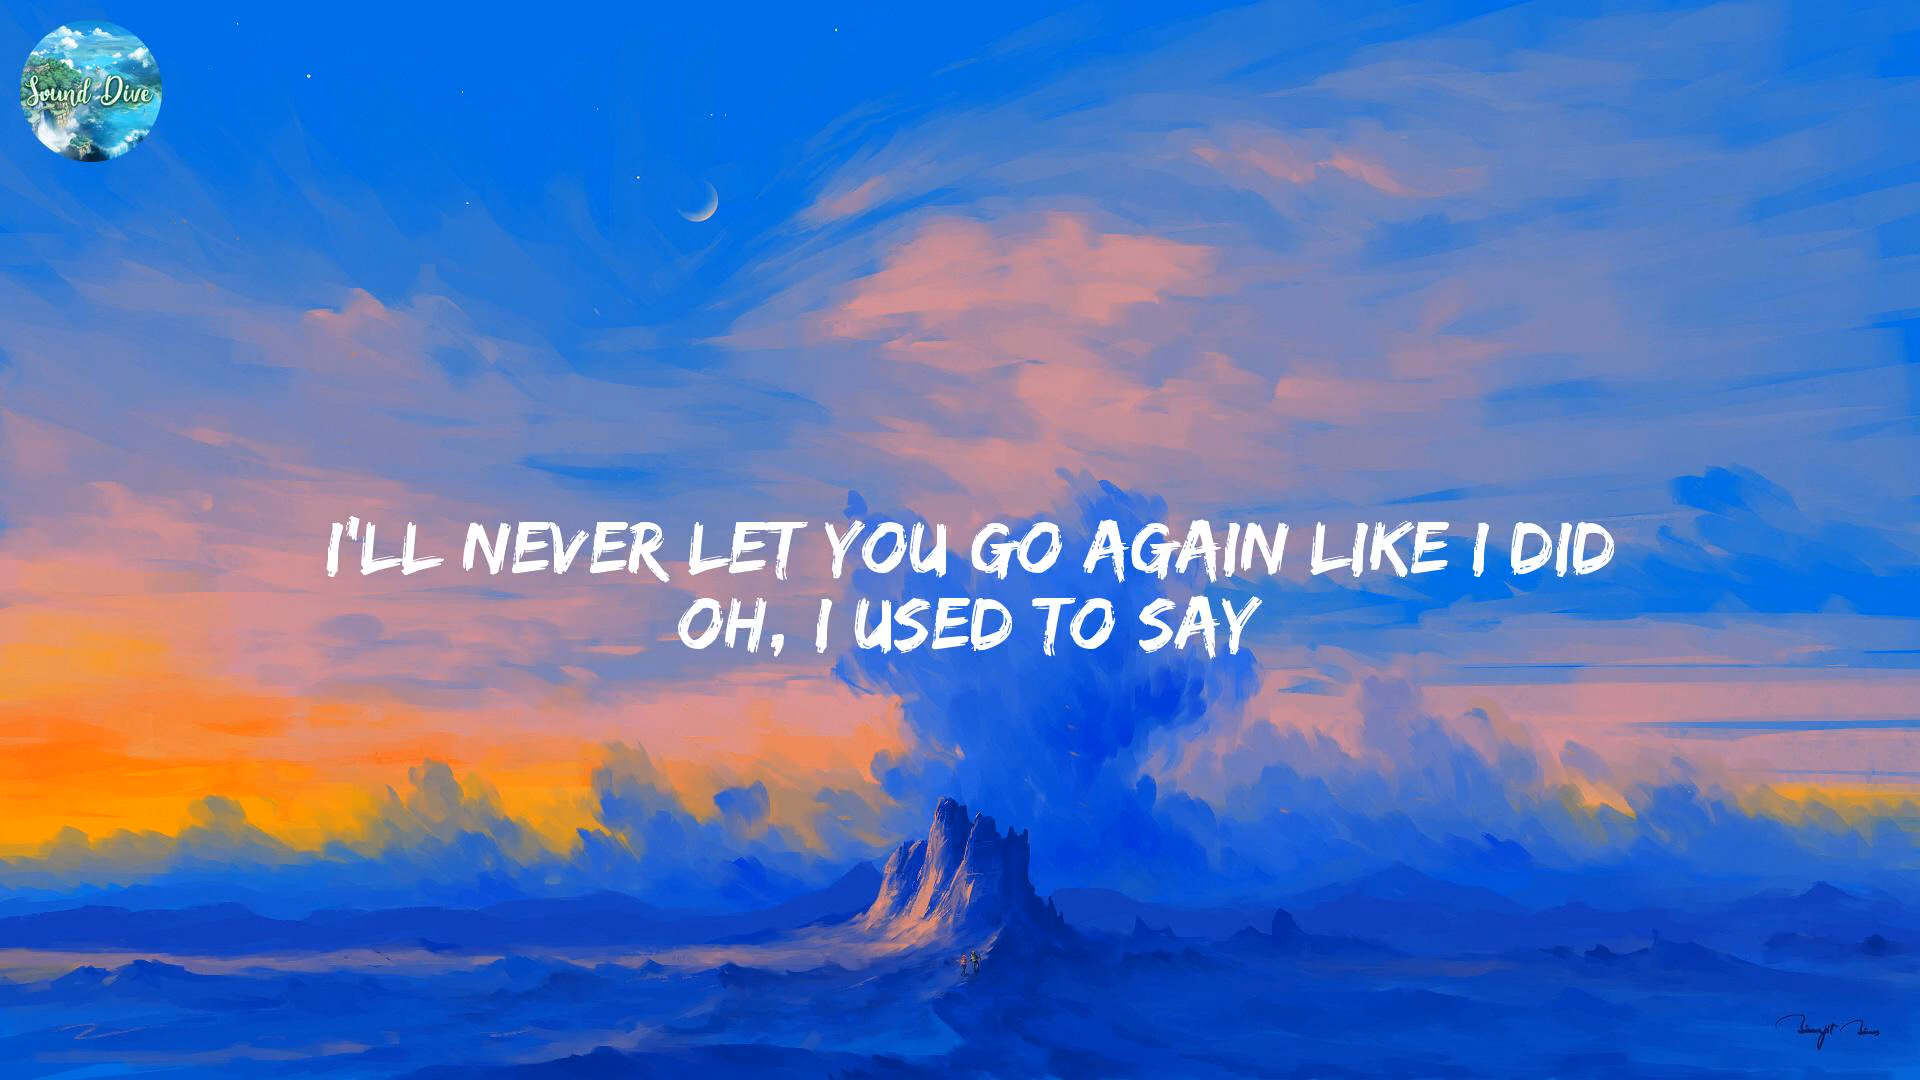 Sound Dive
I'LL NEVER LET YOU GO AGAIN LIKE I DID
OH, I USED TO SAY